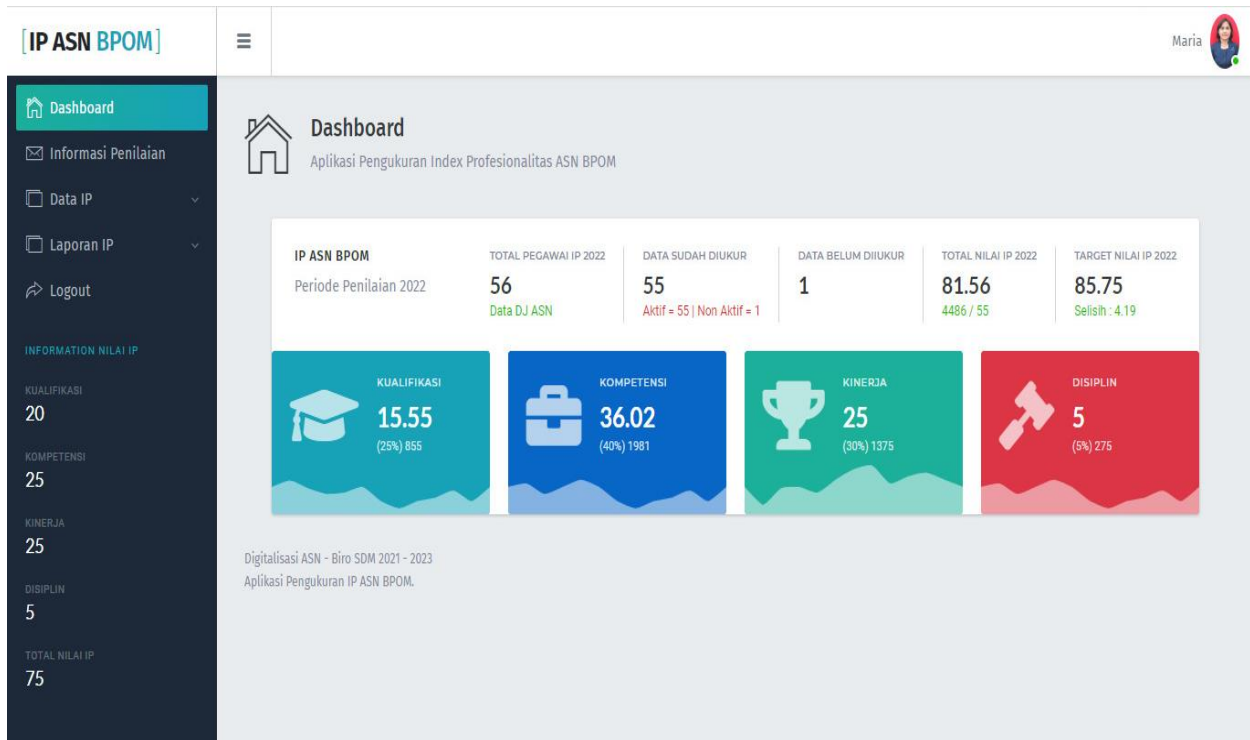 [IP ASN BPOM]
Maria
Dashboard
Informasi Penilaian
Data IP
Laporan IP
Logout
INFORMATION NILAI IP
KUALIFIKASI
20
KOMPETENSI
25
KINERJA
25
DISIPLIN
5
TOTAL NILAI IP
75
Dashboard
Aplikasi Pengukuran Index Profesionalitas ASN BPOM
IP ASN BPOM
Periode Penilaian 2022
TOTAL PEGAWAI IP 2022
56
Data DJ ASN
DATA SUDAH DIUKUR
55
Aktif = 55 | Non Aktif = 1
DATA BELUM DIIUKUR
1
TOTAL NILAI IP 2022
81.56
4486 / 55
TARGET NILAI IP 2022
85.75
Selisih : 4.19
KUALIFIKASI
15.55
(25%) 855
KOMPETENSI
36.02
(40%) 1981
KINERJA
25
(30%) 1375
DISIPLIN
5
(5%) 275
Digitalisasi ASN - Biro SDM 2021 - 2023
Aplikasi Pengukuran IP ASN BPOM.